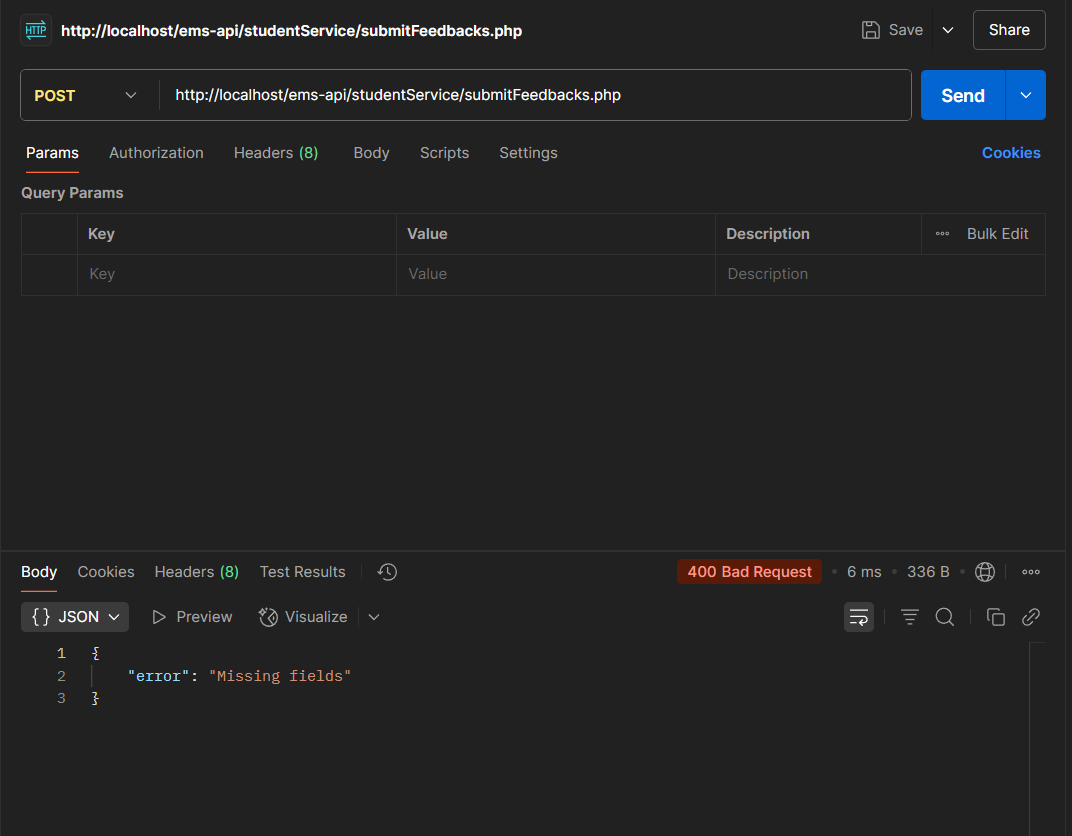 HTTP http://localhost/ems-api/studentService/submitFeedbacks.php Save Share
POST http://localhost/ems-api/studentService/submitFeedbacks.php Send
Params Authorization Headers (8) Body Scripts Settings Cookies
Query Params
Key Value Description Bulk Edit
Key Value Description
Body Cookies Headers (8) Test Results 400 Bad Request 6 ms 336 B
{} JSON Preview Visualize
1 {
2 "error": "Missing fields"
3 }